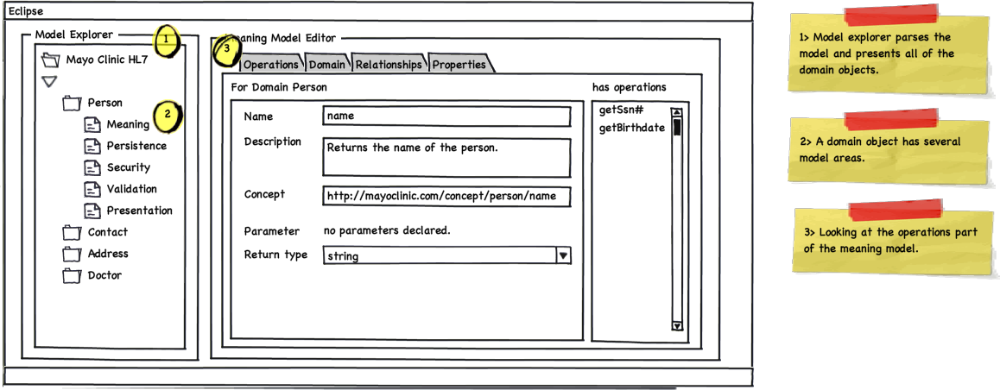 Eclipse
Model Explorer
1
Mayo Clinic HL7
Person
Meaning
2
Persistence
Security
Validation
Presentation
Contact
Address
Doctor
3
aning Model Editor
Operations
Domain
Relationships
Properties
For Domain Person
has operations
Name
name
Description
Returns the name of the person.
Concept
http://mayoclinic.com/concept/person/name
Parameter
no parameters declared.
Return type
string
getSsn#
getBirthdate
1> Model explorer parses the
model and presents all of the
domain objects.
2> A domain object has several
model areas.
3> Looking at the operations part
of the meaning model.